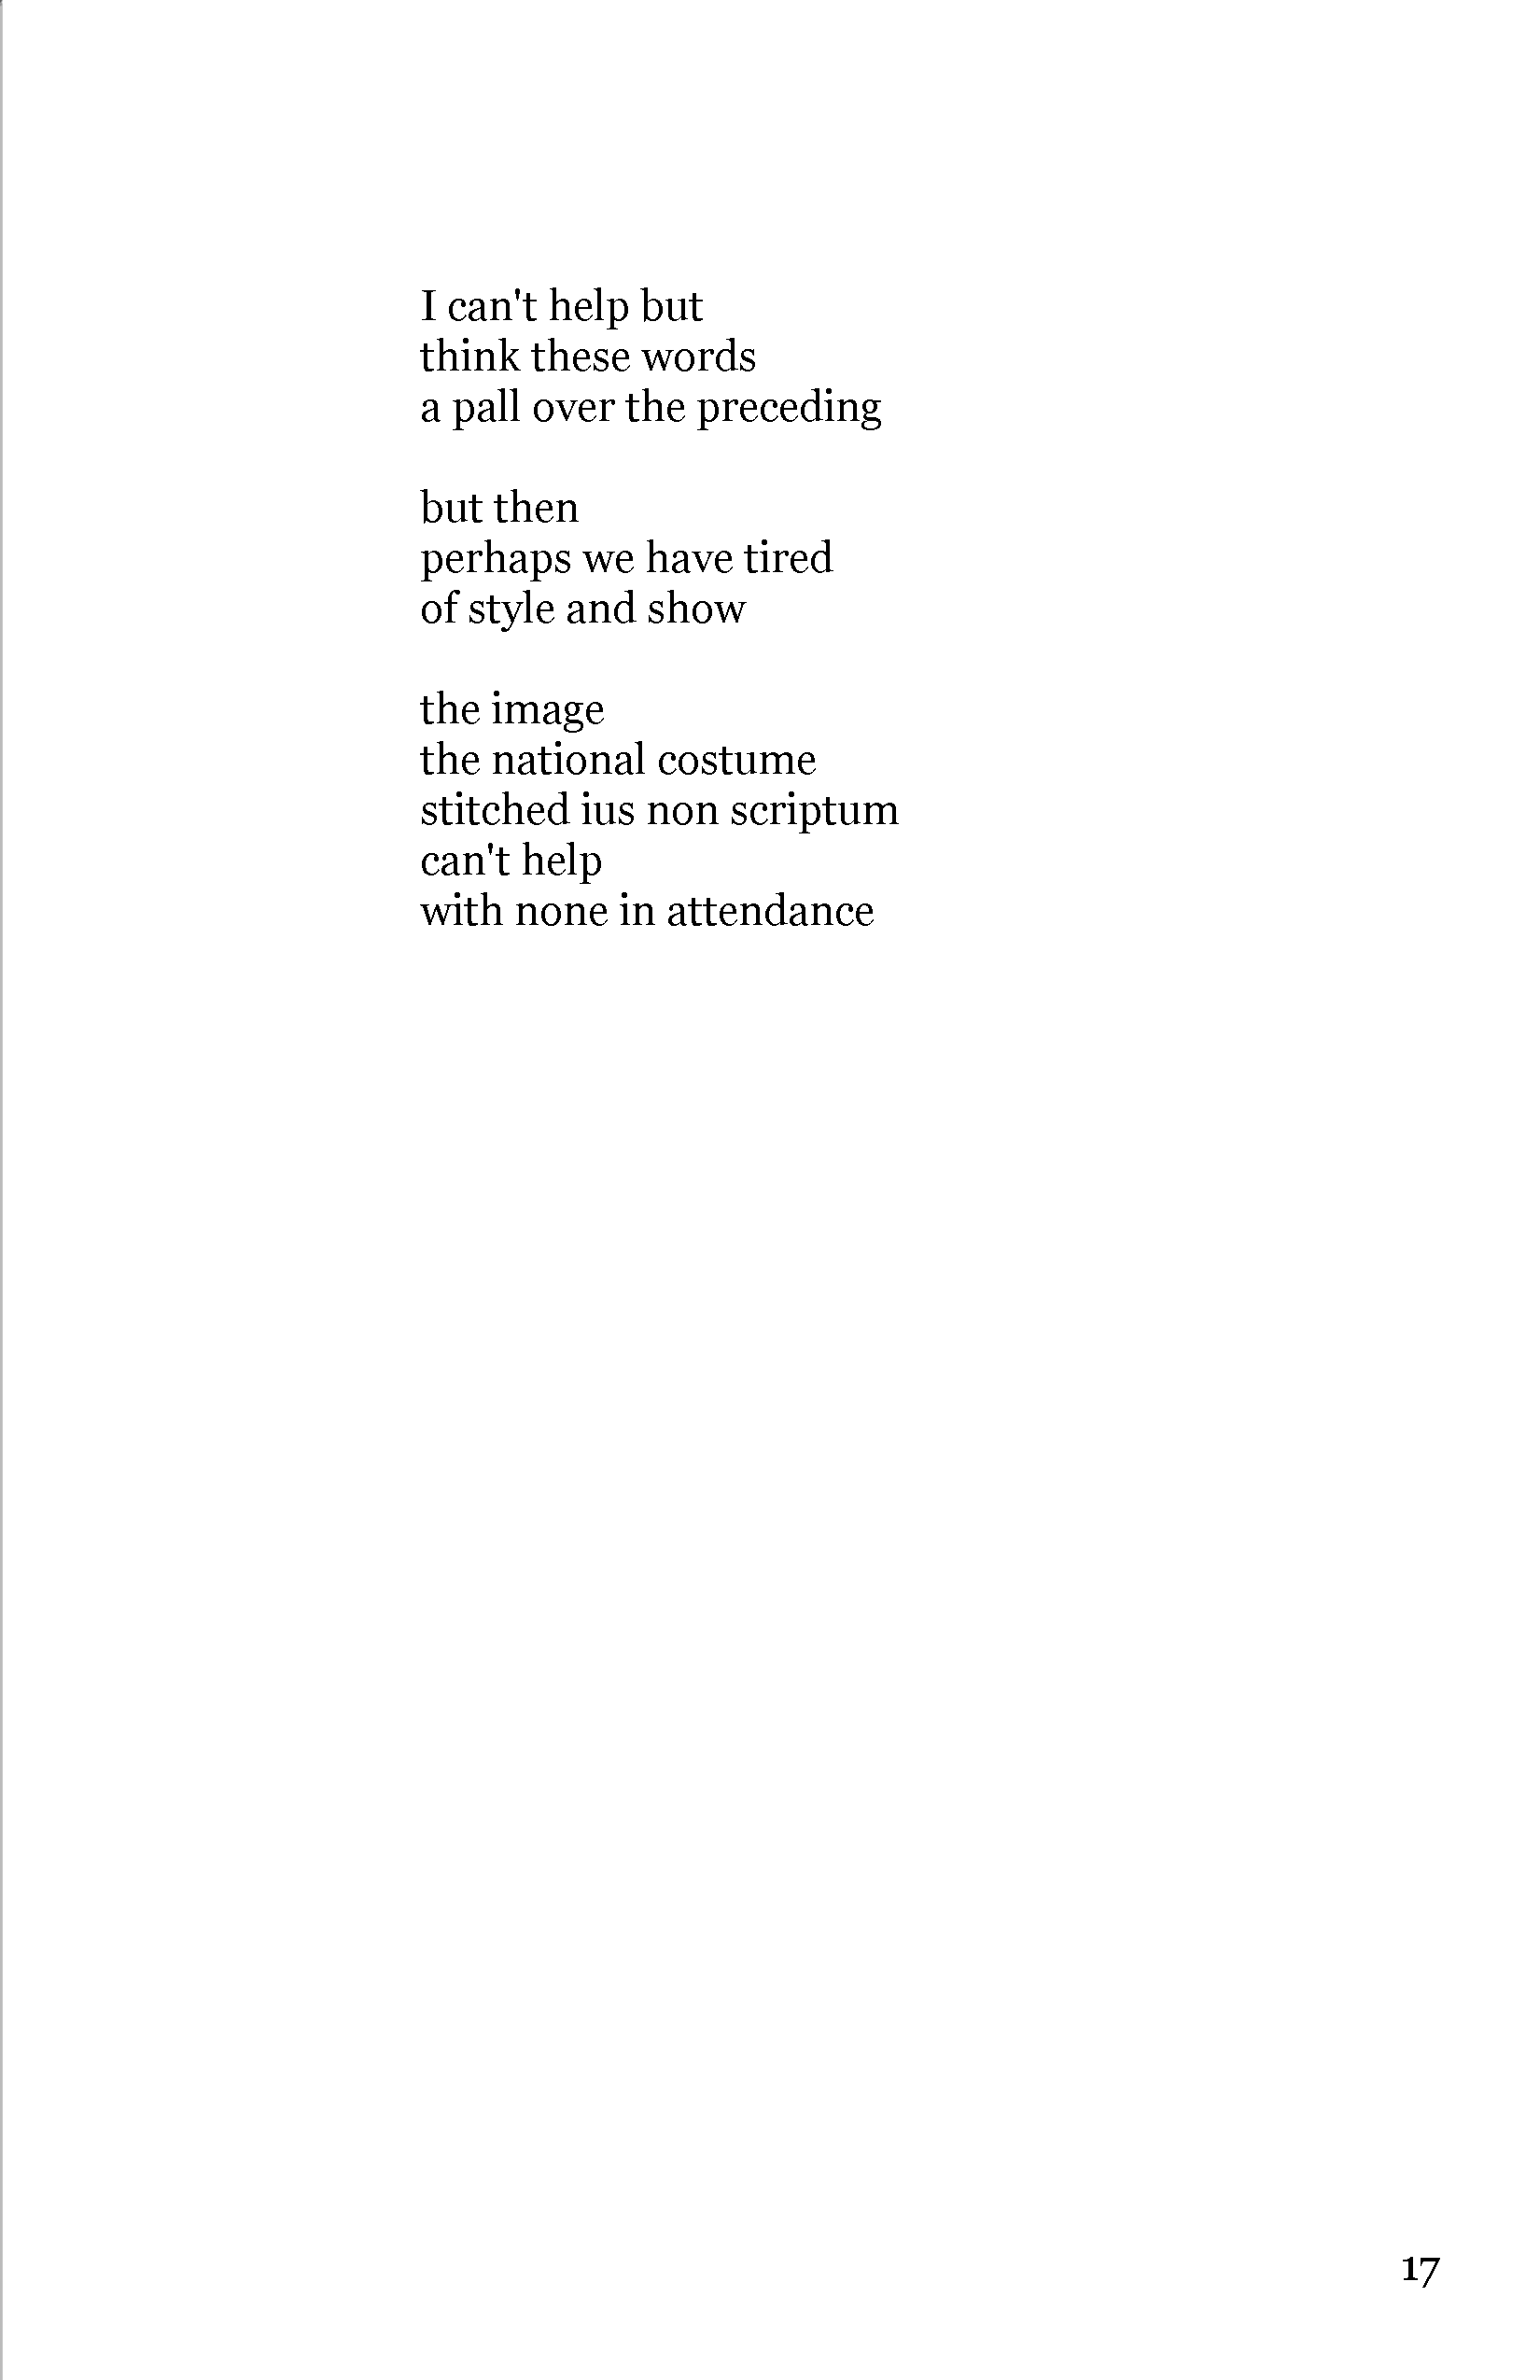 I can't help but
think these words
a pall over the preceding

but then
perhaps we have tired
of style and show

the image
the national costume
stitched ius non scriptum
can't help
with none in attendance

17